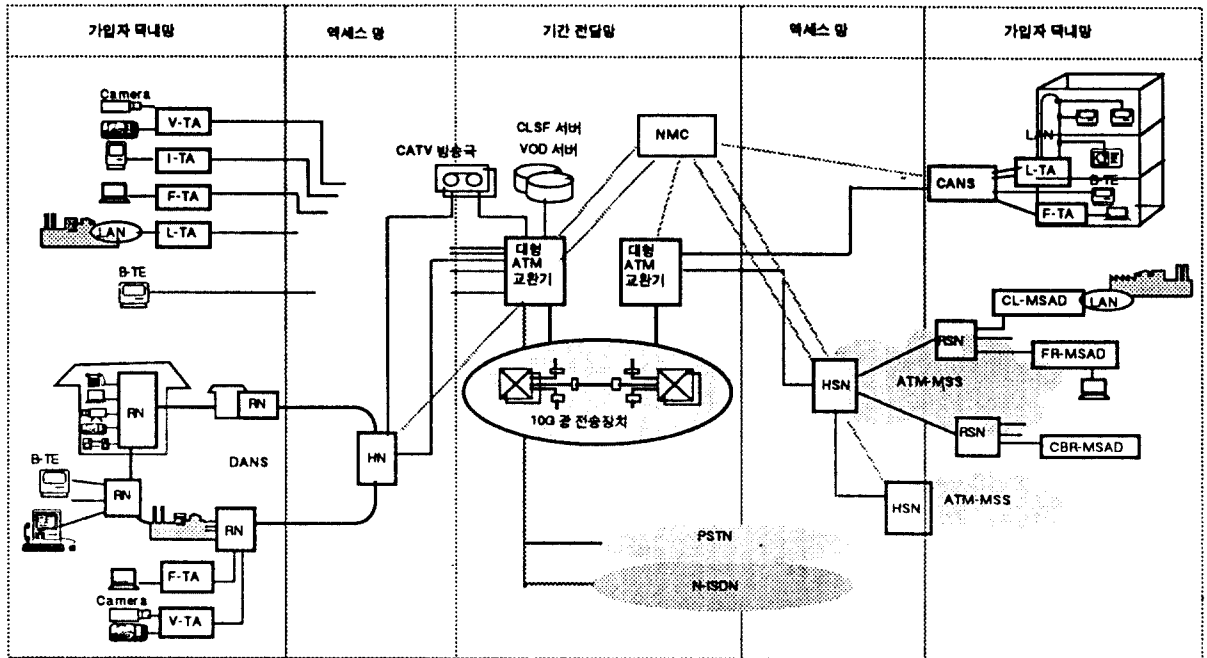 가입자 댁내망
액세스 망
기간 전달망
액세스 망
가입자 댁내망
Camera
V-TA
I-TA
F-TA
LAN
L-TA
B-TE
RN
RN
DANS
B-TE
RN
RN
F-TA
Camera
V-TA
HN
CATV 방송국
CLSF 서버
VOD 서버
NMC
대형
ATM
교환기
대형
ATM
교환기
10G 광 전송장치
PSTN
N-ISDN
CANS
LAN
L-TA
B-TE
F-TA
CL-MSAD
LAN
RSN
FR-MSAD
HSN
ATM-MSS
RSN
CBR-MSAD
HSN
ATM-MSS